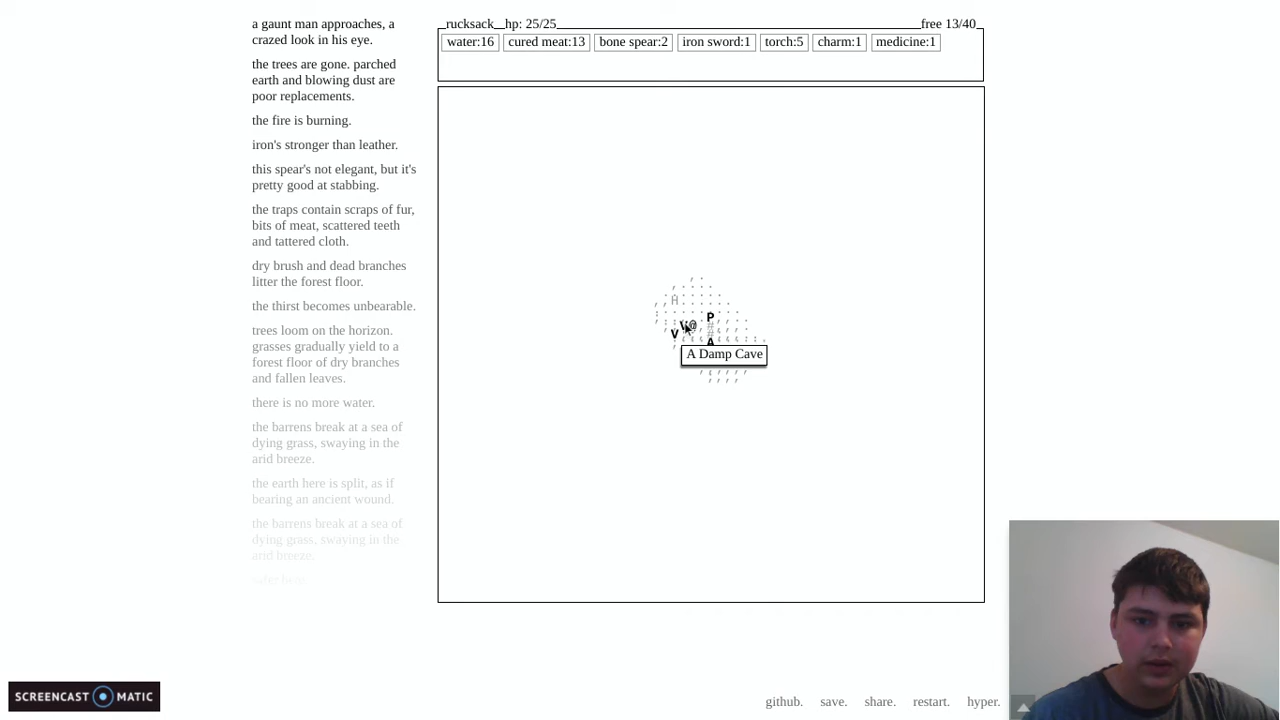 a gaunt man approaches, a
crazed look in his eye.
the trees are gone. parched
earth and blowing dust are
poor replacements.
the fire is burning.
iron's stronger than leather.
this spear's not elegant, but it's
pretty good at stabbing.
the traps contain scraps of fur,
bits of meat, scattered teeth
and tattered cloth.
dry brush and dead branches
litter the forest floor.
the thirst becomes unbearable.
trees loom on the horizon.
grasses gradually yield to a
forest floor of dry branches
and fallen leaves.
there is no more water.
the barrens break at a sea of
dying grass, swaying in the
arid breeze.
the earth here is split, as if
bearing an ancient wound.
the barrens break at a sea of
dying grass, swaying in the
arid breeze.
safer here.
rucksack hp: 25/25 free 13/40
water:16 cured meat:13 bone spear:2 iron sword:1 torch:5 charm:1 medicine:1
H
P
V @
V
A
A Damp Cave
SCREENCAST MATIC
github. save. share. restart. hyper.